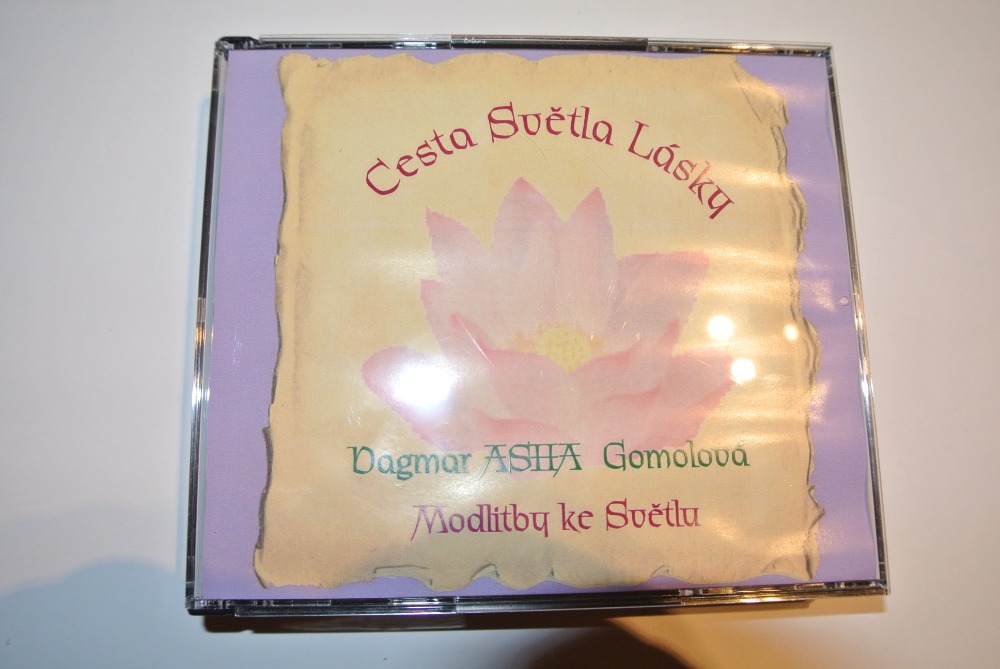 Cesta Světla Lásky
Dagmar ASHA Gomolová
Modlitby ke Světlu